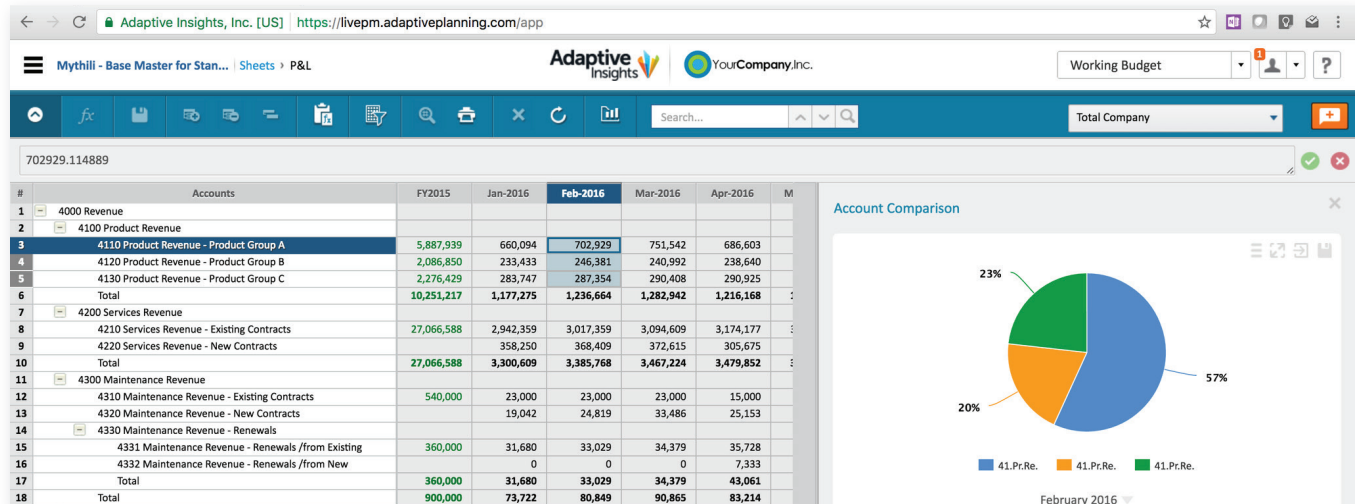 Adaptive Insights, Inc. [US] https://livepm.adaptiveplanning.com/app
Mythili - Base Master for Stan... Sheets › P&L
Adaptive Insights
YourCompany,Inc.
Working Budget
1
?
fx
Search...
Total Company
702929.114889
# Accounts FY2015 Jan-2016 Feb-2016 Mar-2016 Apr-2016 M
1 4000 Revenue
2 4100 Product Revenue
3 4110 Product Revenue - Product Group A 5,887,939 660,094 702,929 751,542 686,603
4 4120 Product Revenue - Product Group B 2,086,850 233,433 246,381 240,992 238,640
5 4130 Product Revenue - Product Group C 2,276,429 283,747 287,354 290,408 290,925
6 Total 10,251,217 1,177,275 1,236,664 1,282,942 1,216,168
7 4200 Services Revenue
8 4210 Services Revenue - Existing Contracts 27,066,588 2,942,359 3,017,359 3,094,609 3,174,177
9 4220 Services Revenue - New Contracts 358,250 368,409 372,615 305,675
10 Total 27,066,588 3,300,609 3,385,768 3,467,224 3,479,852
11 4300 Maintenance Revenue
12 4310 Maintenance Revenue - Existing Contracts 540,000 23,000 23,000 23,000 15,000
13 4320 Maintenance Revenue - New Contracts 19,042 24,819 33,486 25,153
14 4330 Maintenance Revenue - Renewals
15 4331 Maintenance Revenue - Renewals /from Existing 360,000 31,680 33,029 34,379 35,728
16 4332 Maintenance Revenue - Renewals /from New 0 0 0 7,333
17 Total 360,000 31,680 33,029 34,379 43,061
18 Total 900,000 73,722 80,849 90,865 83,214
Account Comparison
23%
57%
20%
41.Pr.Re. 41.Pr.Re. 41.Pr.Re.
February 2016